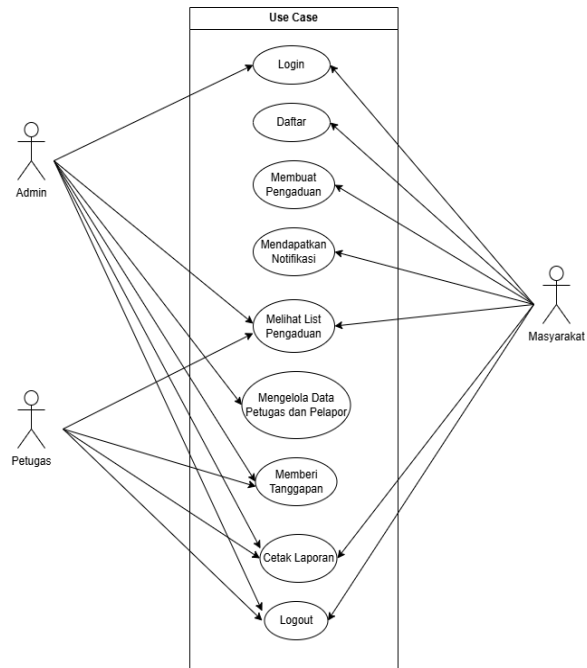 Use Case
Login
Daftar
Admin
Membuat
Pengaduan
Mendapatkan
Notifikasi
Melihat List
Pengaduan
Masyarakat
Mengelola Data
Petugas dan Pelapor
Petugas
Memberi
Tanggapan
Cetak Laporan
Logout